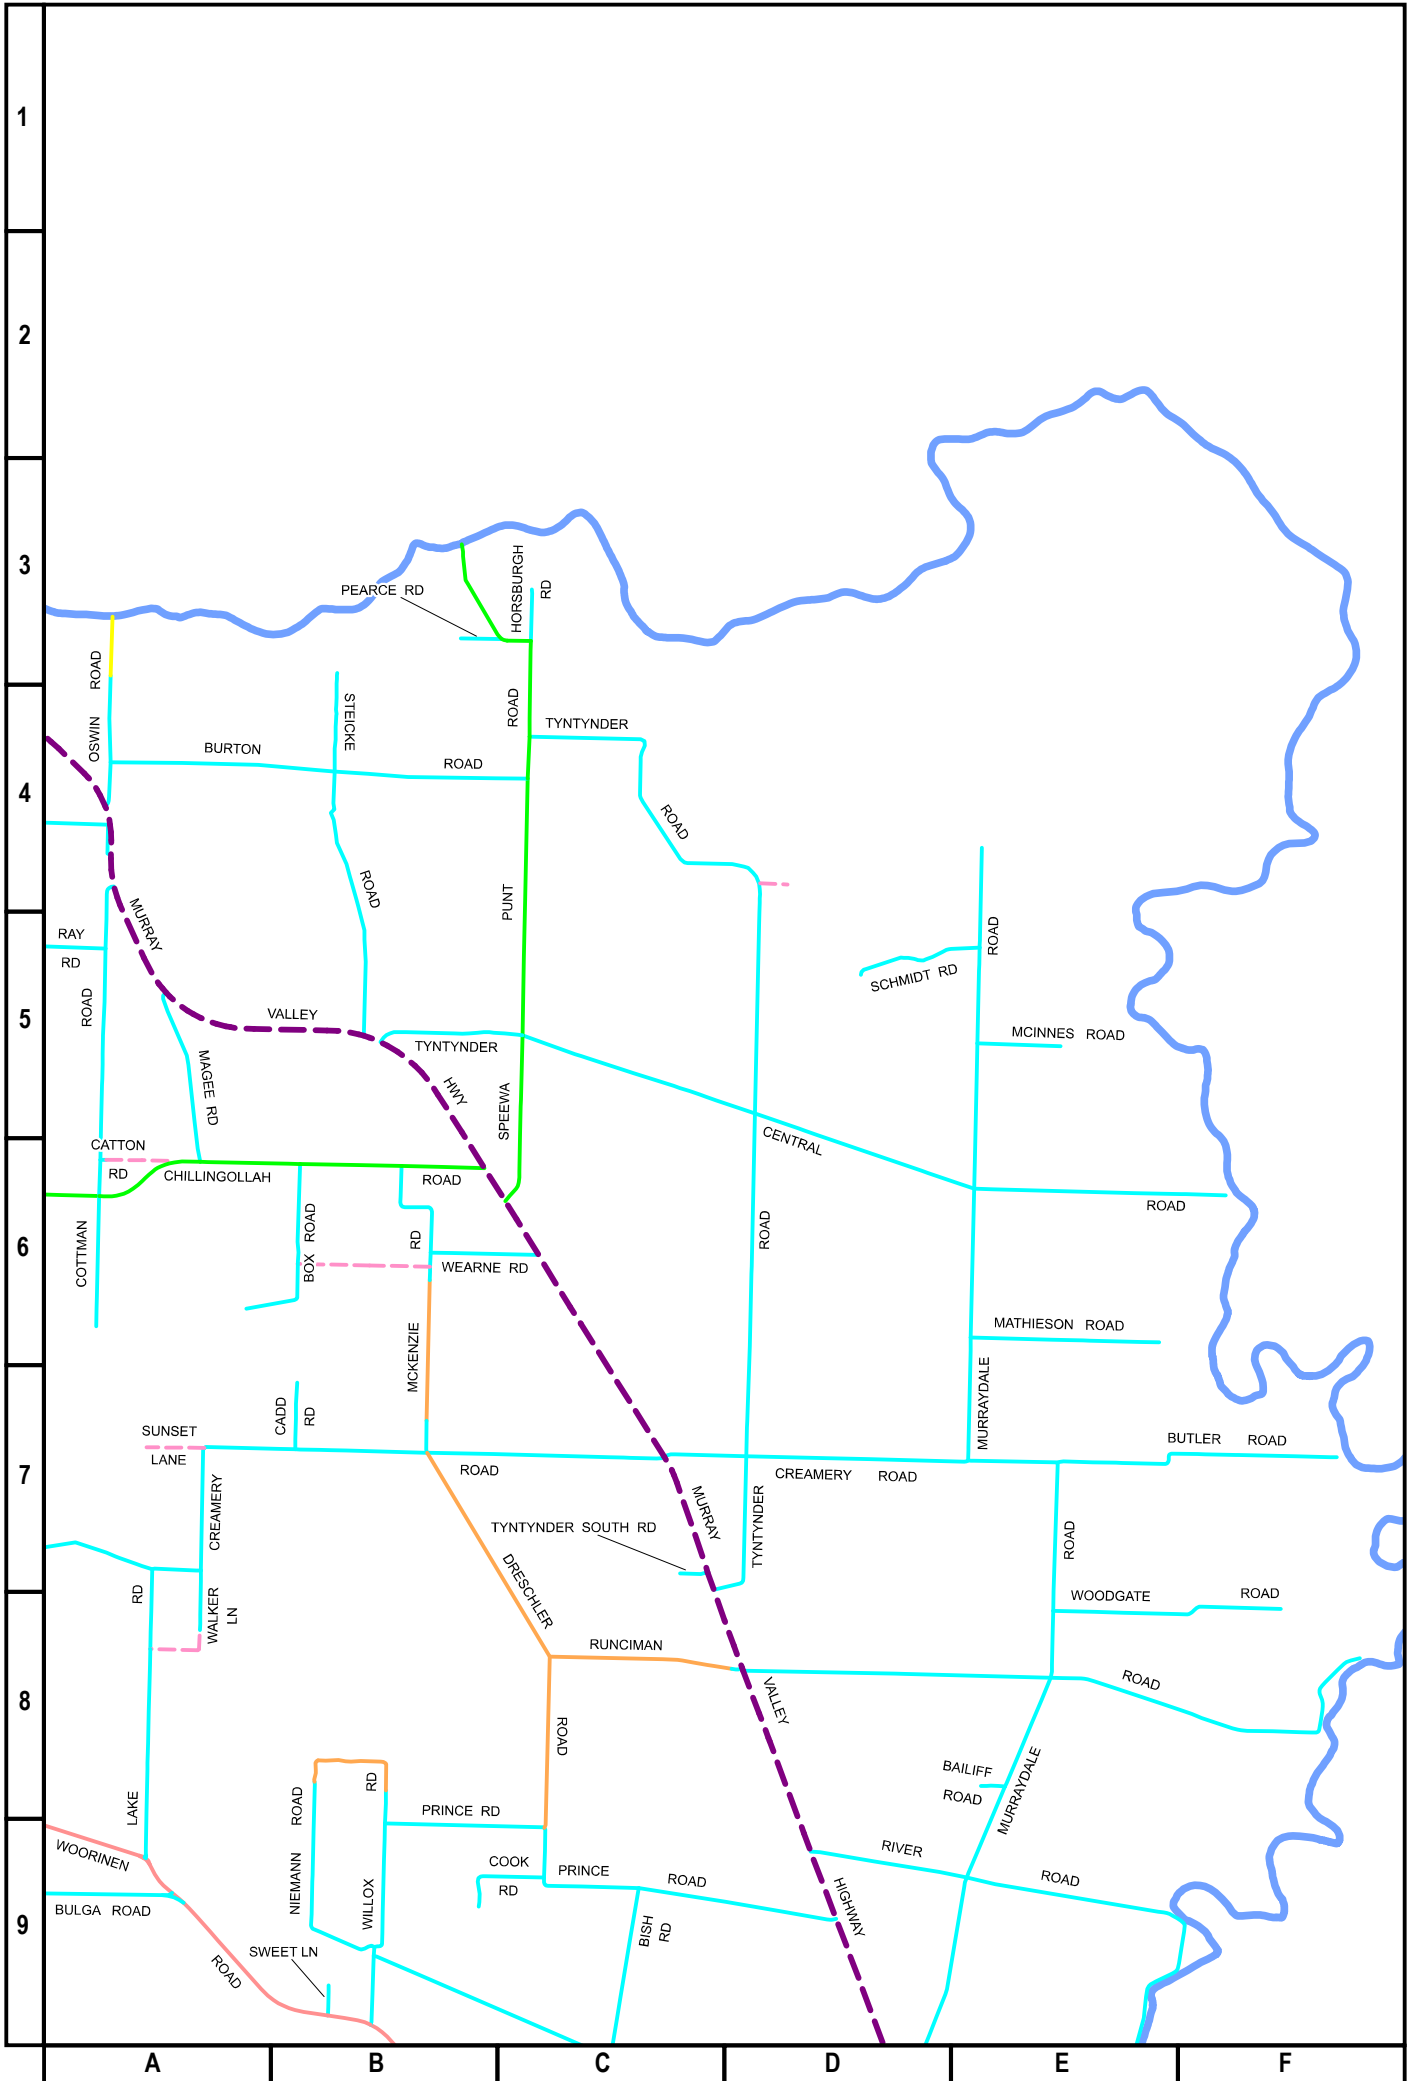 1
2
3
HORSBURGH
RD
PEARCE RD
ROAD
OSWIN
STEICKE
ROAD
TYNTYNDER
BURTON
ROAD
4
ROAD
ROAD
PUNT
MURRAY
RAY
RD
ROAD
SCHMIDT RD
ROAD
5
VALLEY
MCINNES ROAD
TYNTYNDER
MAGEE RD
HWY
SPEEWA
CENTRAL
CATTON
RD
CHILLINGOLLAH
ROAD
ROAD
6
COTTMAN
BOX ROAD
RD
ROAD
WEARNE RD
MATHIESON ROAD
MCKENZIE
MURRAYDALE
CADD
RD
SUNSET
LANE
BUTLER ROAD
7
ROAD
CREAMERY ROAD
CREAMERY
MURRAY
TYNTYNDER
TYNTYNDER SOUTH RD
ROAD
DRESCHLER
RD
WALKER
LN
WOODGATE ROAD
RUNCIMAN
ROAD
8
VALLEY
ROAD
BAILIFF
ROAD
MURRAYDALE
ROAD
RD
LAKE
PRINCE RD
WOORINEN
RIVER
COOK
RD
PRINCE ROAD
ROAD
NIEMANN
WILLOX
HIGHWAY
BULGA ROAD
9
BISH
RD
SWEET LN
ROAD
A B C D E F